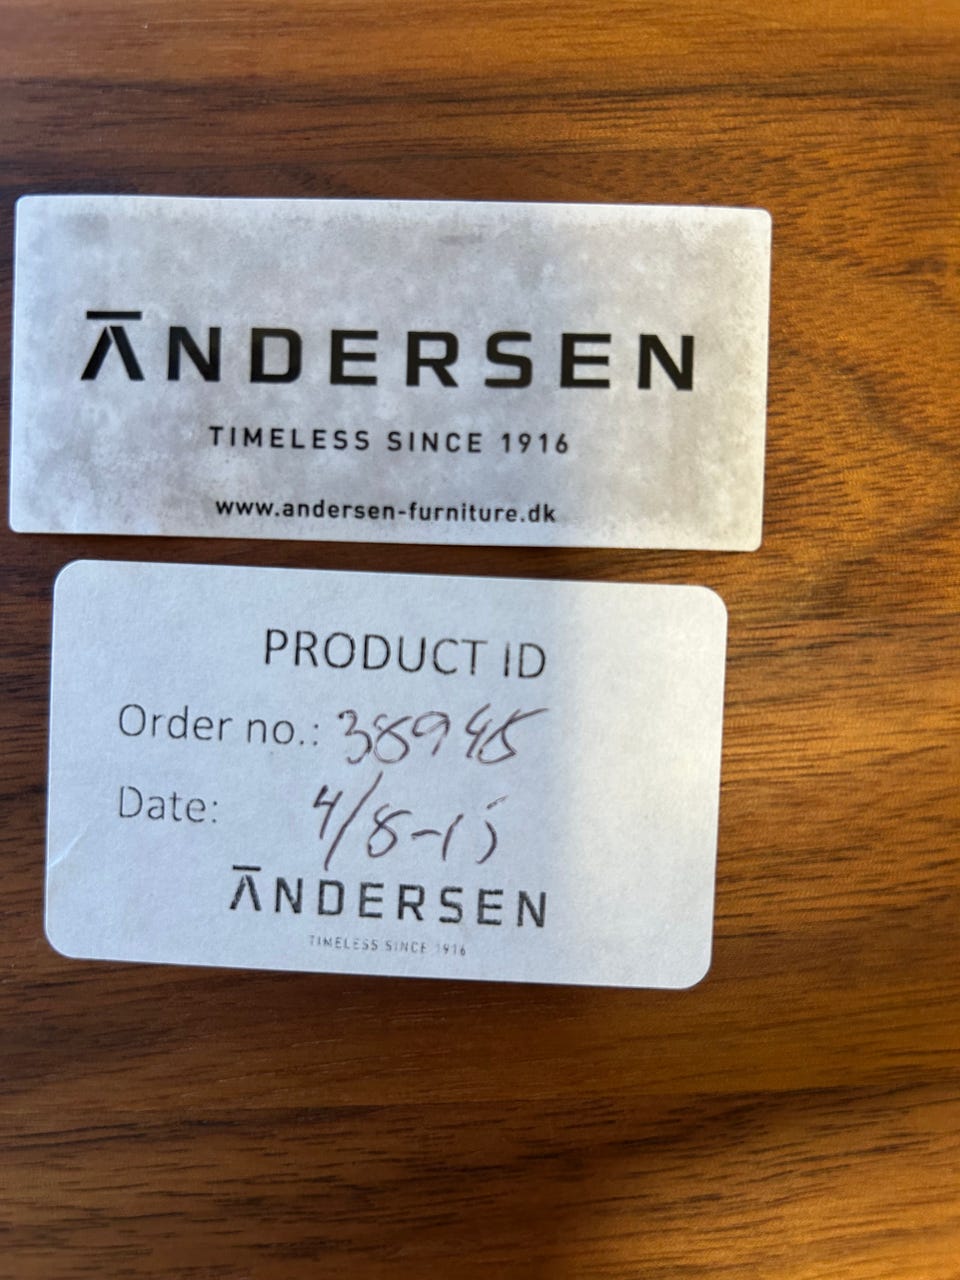 ĀNDERSEN
TIMELESS SINCE 1916
www.andersen-furniture.dk
PRODUCT ID
Order no.: 38945
Date: 4/8-15
ĀNDERSEN
TIMELESS SINCE 1916